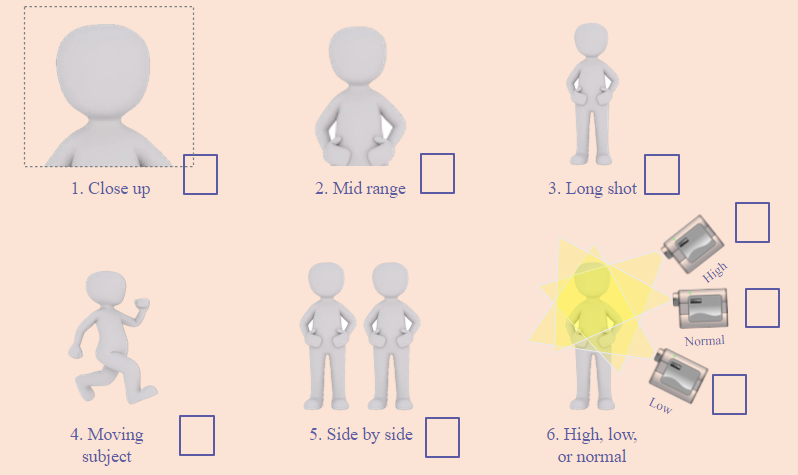 1. Close up
2. Mid range
3. Long shot
High
Normal
Low
4. Moving
subject
5. Side by side
6. High, low,
or normal